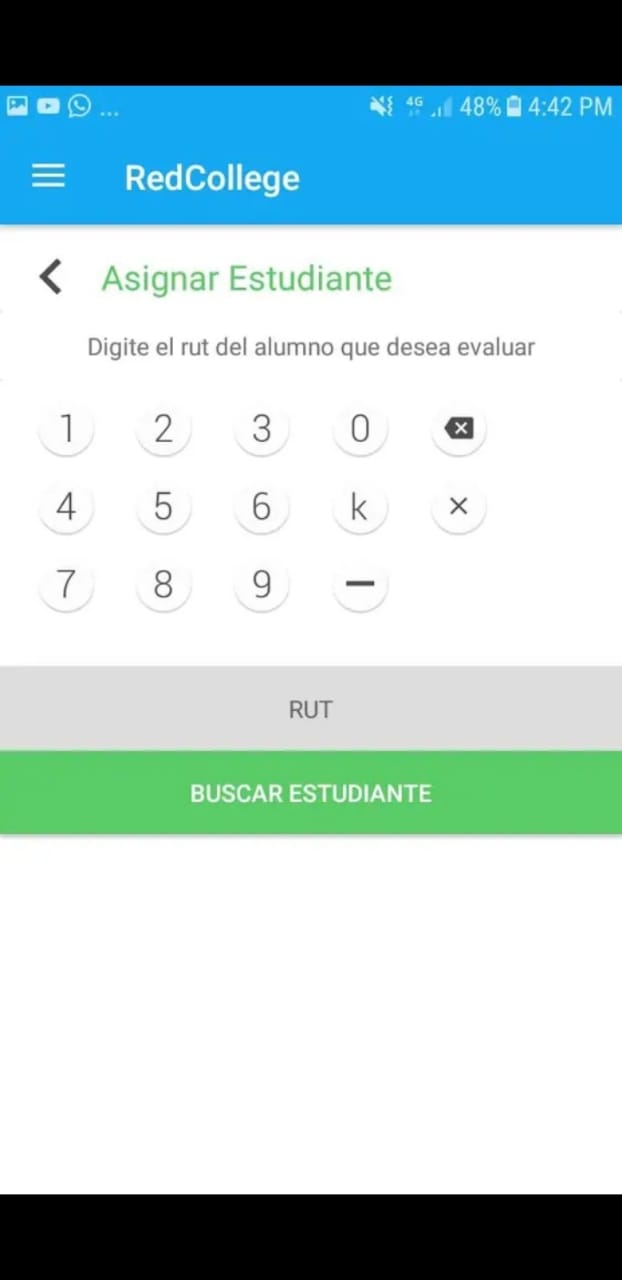 ... 4G 48% 4:42 PM
RedCollege
Asignar Estudiante
Digite el rut del alumno que desea evaluar
1 2 3 0
4 5 6 k
7 8 9 –
RUT
BUSCAR ESTUDIANTE